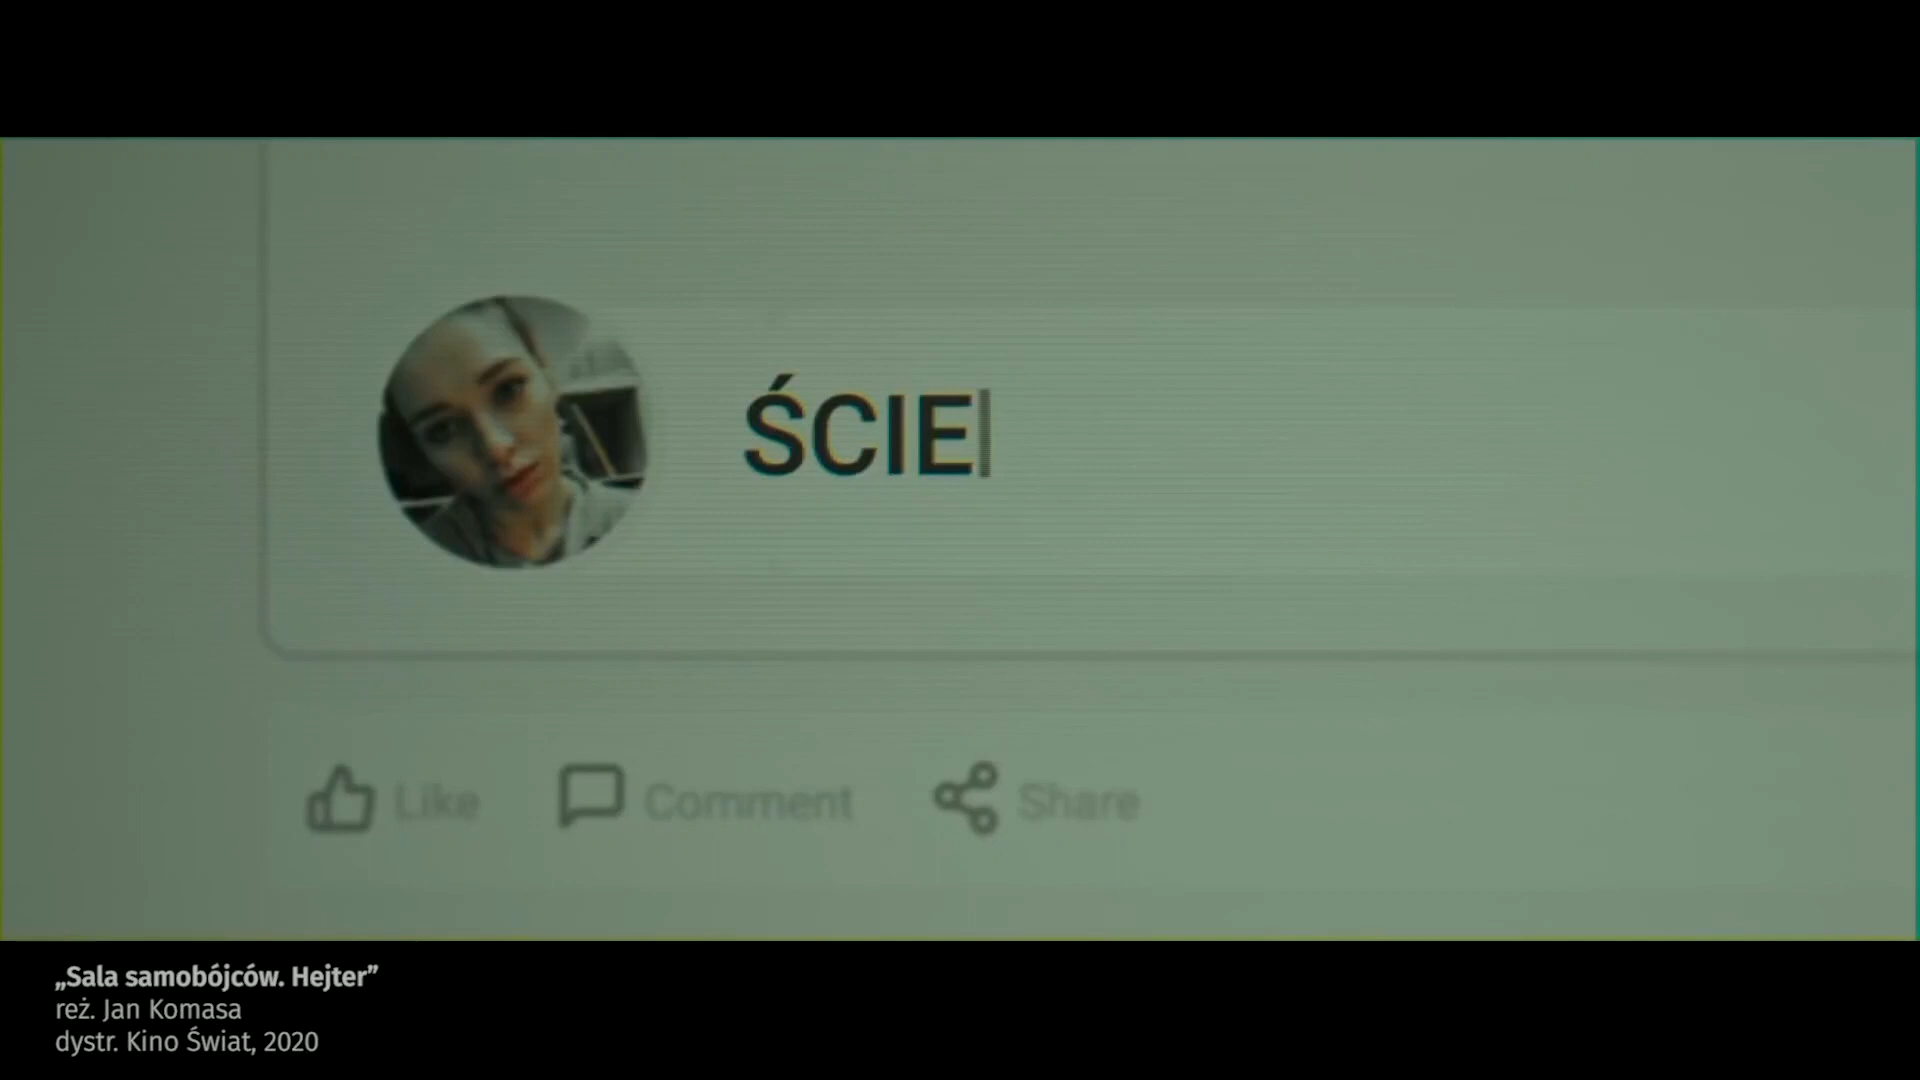 ŚCIE
Like Comment Share
„Sala samobójców. Hejter”
reż. Jan Komasa
dystr. Kino Świat, 2020